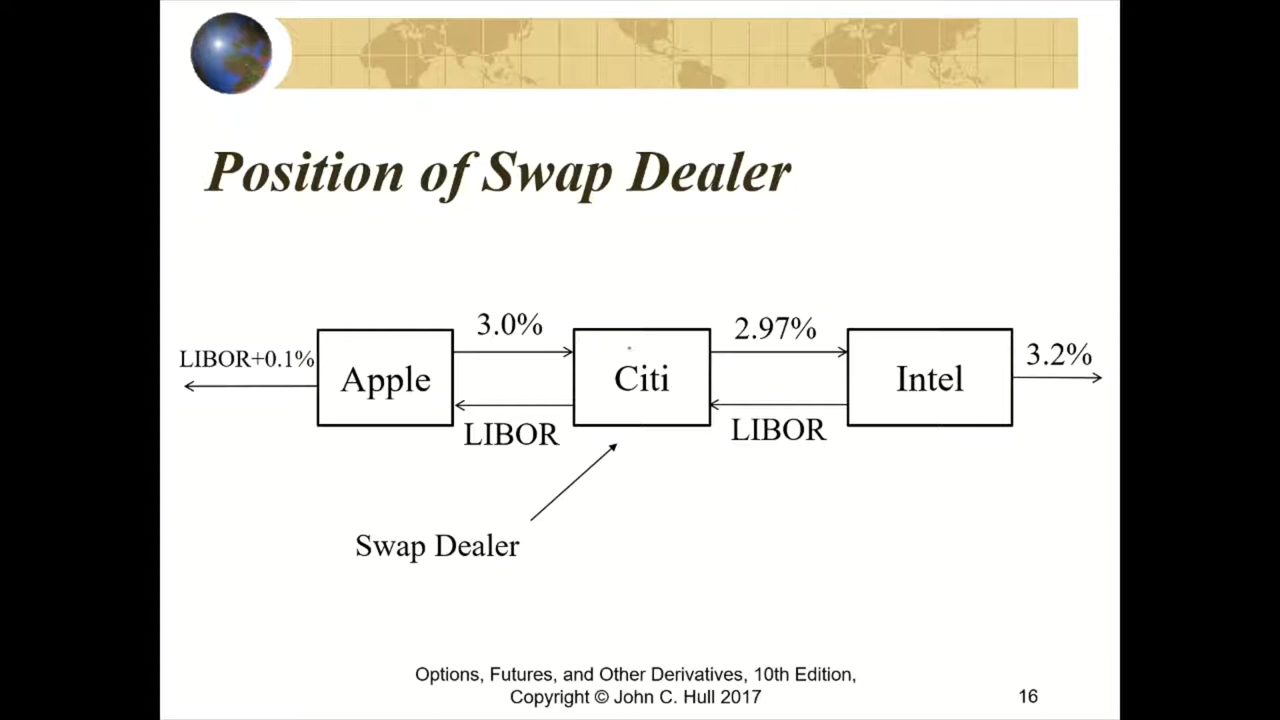 Position of Swap Dealer
3.0%
2.97%
LIBOR+0.1%
3.2%
Apple
Citi
Intel
LIBOR
LIBOR
Swap Dealer
Options, Futures, and Other Derivatives, 10th Edition,
Copyright © John C. Hull 2017
16